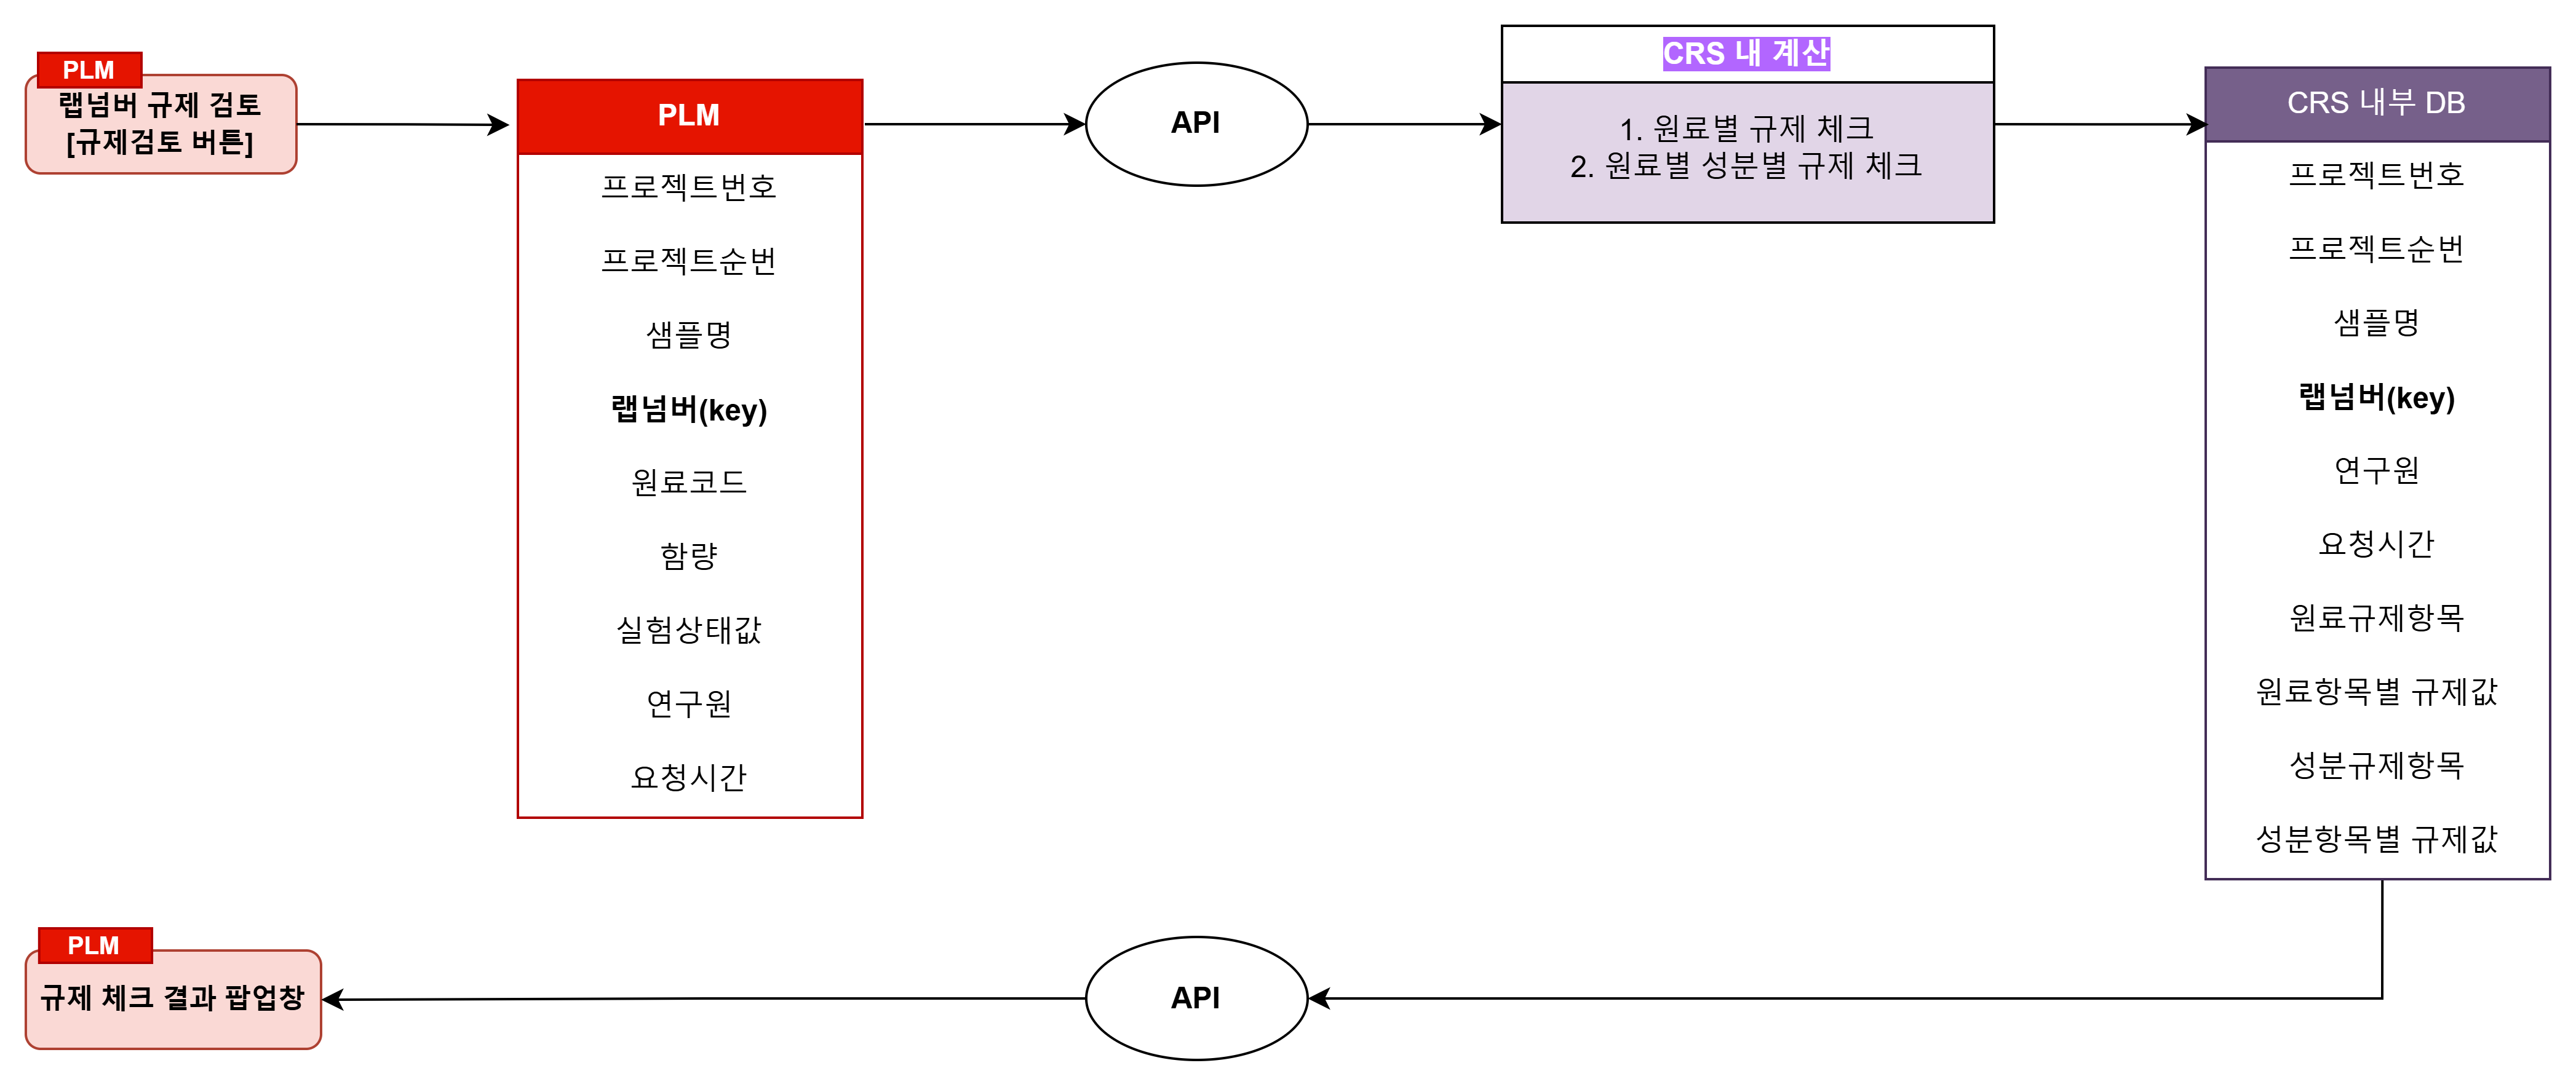 PLM
랩넘버 규제 검토
[규제검토 버튼]
PLM
프로젝트번호
프로젝트순번
샘플명
랩넘버(key)
원료코드
함량
실험상태값
연구원
요청시간
API
CRS 내 계산
1. 원료별 규제 체크
2. 원료별 성분별 규제 체크
CRS 내부 DB
프로젝트번호
프로젝트순번
샘플명
랩넘버(key)
연구원
요청시간
원료규제항목
원료항목별 규제값
성분규제항목
성분항목별 규제값
API
PLM
규제 체크 결과 팝업창